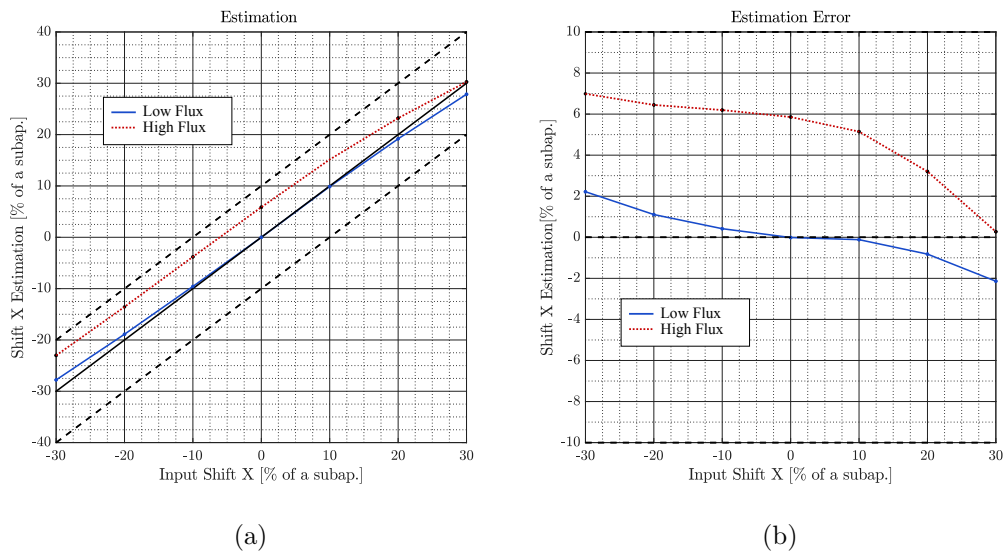 Estimation
40
30
20
10
0
-10
-20
-30
-40
Shift X Estimation [% of a subap.]
Low Flux
High Flux
-30
-20
-10
0
10
20
30
Input Shift X [% of a subap.]
(a)
Estimation Error
10
8
6
4
2
0
-2
-4
-6
-8
-10
Shift X Estimation[% of a subap.]
Low Flux
High Flux
-30
-20
-10
0
10
20
30
Input Shift X [% of a subap.]
(b)